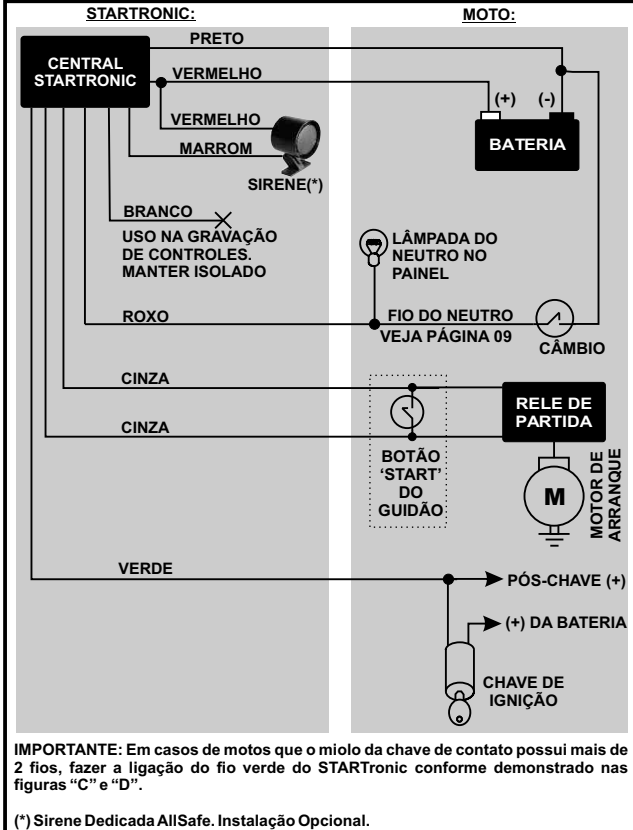 STARTRONIC:
MOTO:
CENTRAL
STARTRONIC
PRETO
VERMELHO
VERMELHO
MARROM
SIRENE(*)
(+) (-)
BATERIA
BRANCO
USO NA GRAVAÇÃO
DE CONTROLES.
MANTER ISOLADO
LÂMPADA DO
NEUTRO NO
PAINEL
ROXO
FIO DO NEUTRO
VEJA PÁGINA 09
CÂMBIO
CINZA
CINZA
BOTÃO
‘START’
DO
GUIDÃO
RELE DE
PARTIDA
M
MOTOR DE
ARRANQUE
VERDE
PÓS-CHAVE (+)
(+) DA BATERIA
CHAVE DE
IGNIÇÃO
IMPORTANTE: Em casos de motos que o miolo da chave de contato possui mais de
2 fios, fazer a ligação do fio verde do STARTronic conforme demonstrado nas
figuras “C” e “D”.
(*) Sirene Dedicada AllSafe. Instalação Opcional.